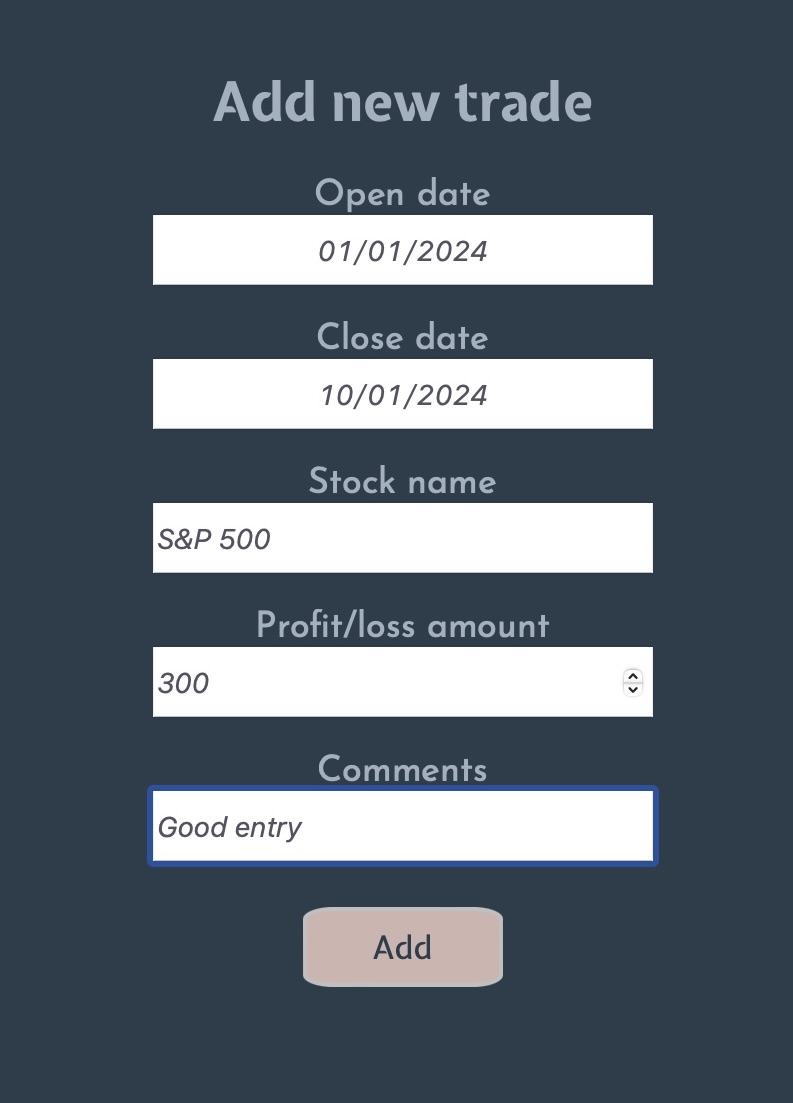 Add new trade
Open date
01/01/2024
Close date
10/01/2024
Stock name
S&P 500
Profit/loss amount
300
Comments
Good entry
Add